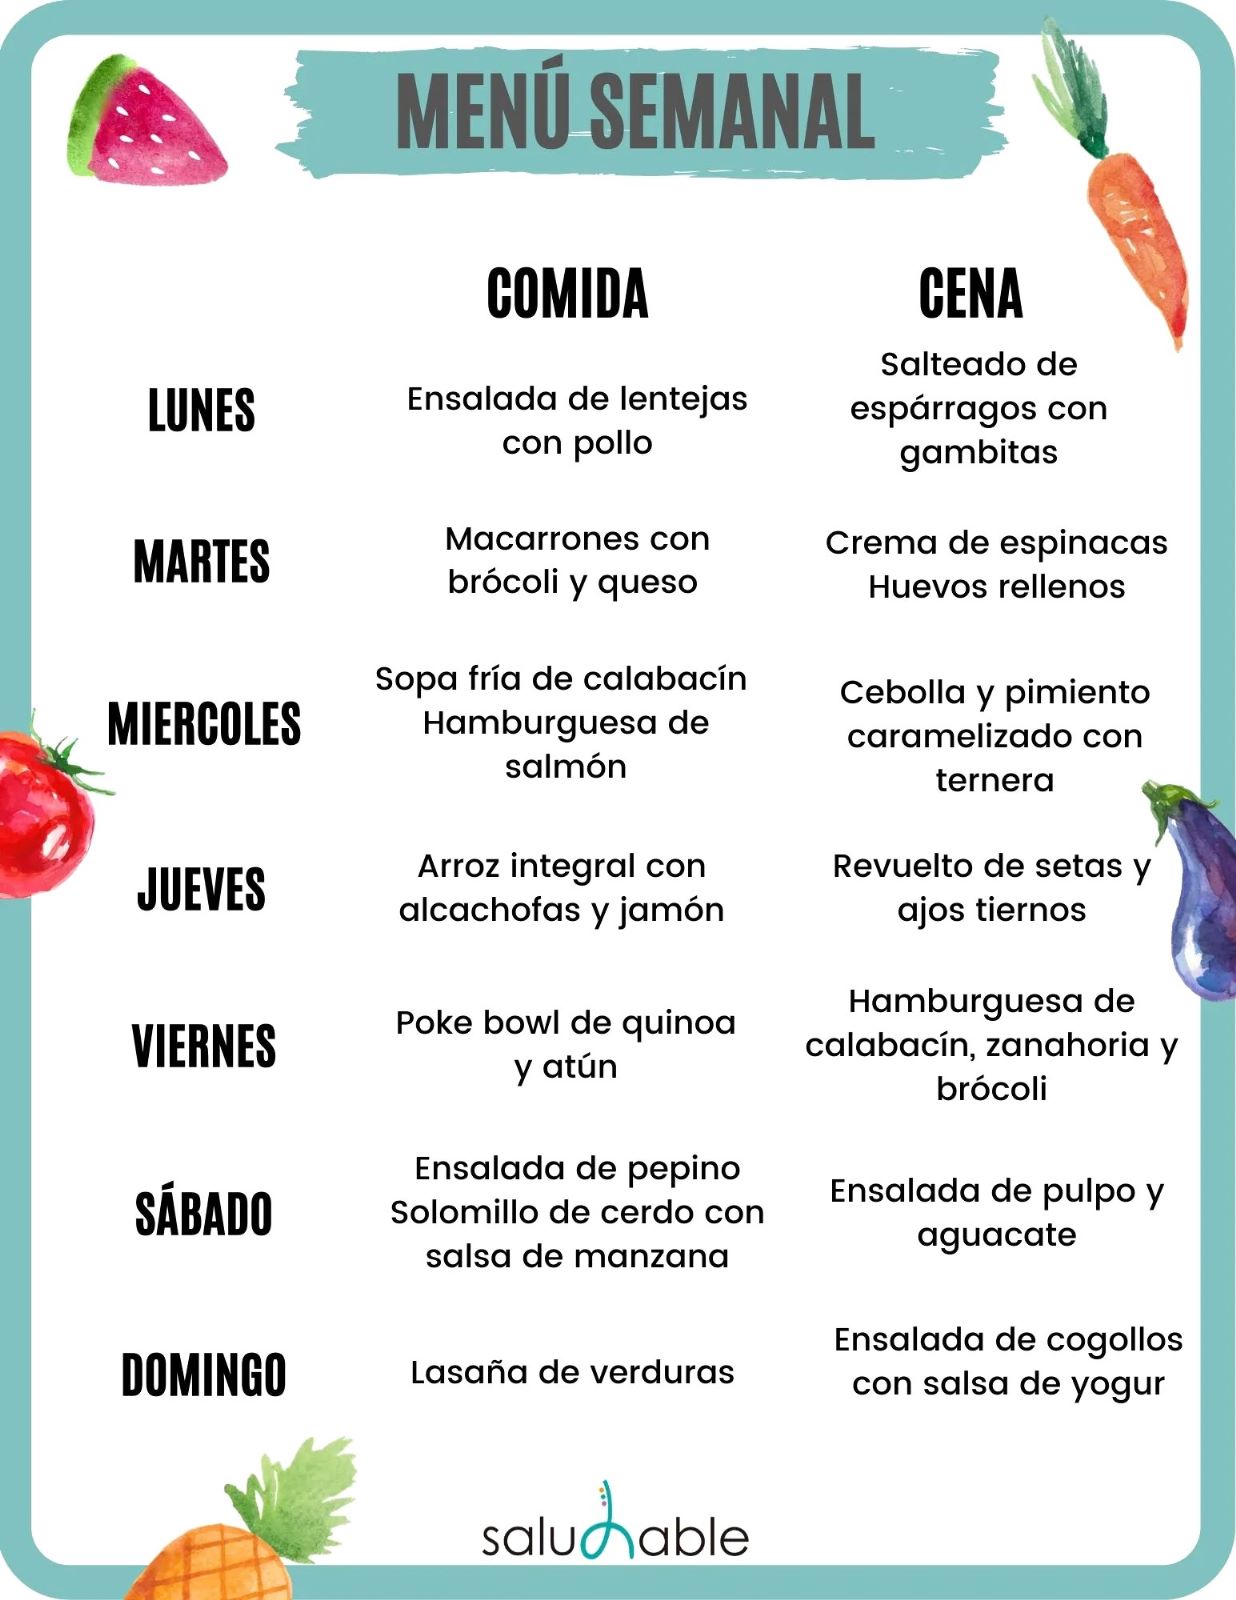 MENÚ SEMANAL
COMIDA
CENA
LUNES
Ensalada de lentejas
con pollo
Salteado de
espárragos con
gambitas
MARTES
Macarrones con
brócoli y queso
Crema de espinacas
Huevos rellenos
MIERCOLES
Sopa fría de calabacín
Hamburguesa de
salmón
Cebolla y pimiento
caramelizado con
ternera
JUEVES
Arroz integral con
alcachofas y jamón
Revuelto de setas y
ajos tiernos
VIERNES
Poke bowl de quinoa
y atún
Hamburguesa de
calabacín, zanahoria y
brócoli
SÁBADO
Ensalada de pepino
Solomillo de cerdo con
salsa de manzana
Ensalada de pulpo y
aguacate
DOMINGO
Lasaña de verduras
Ensalada de cogollos
con salsa de yogur
saludhable